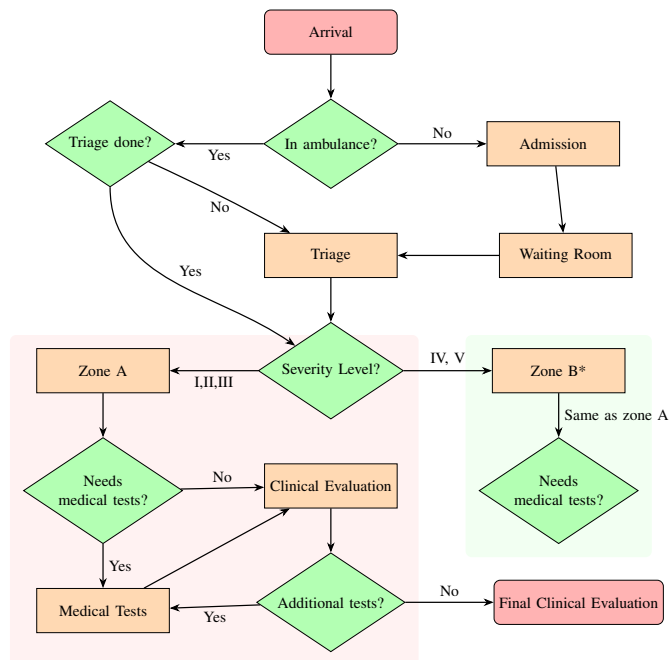 Arrival
Triage done?
In ambulance?
Yes
No
Admission
No
Triage
Waiting Room
Yes
Zone A
I,II,III
Severity Level?
IV, V
Zone B*
Same as zone A
Needs
medical tests?
No
Clinical Evaluation
Needs
medical tests?
Yes
Medical Tests
Yes
Additional tests?
No
Final Clinical Evaluation